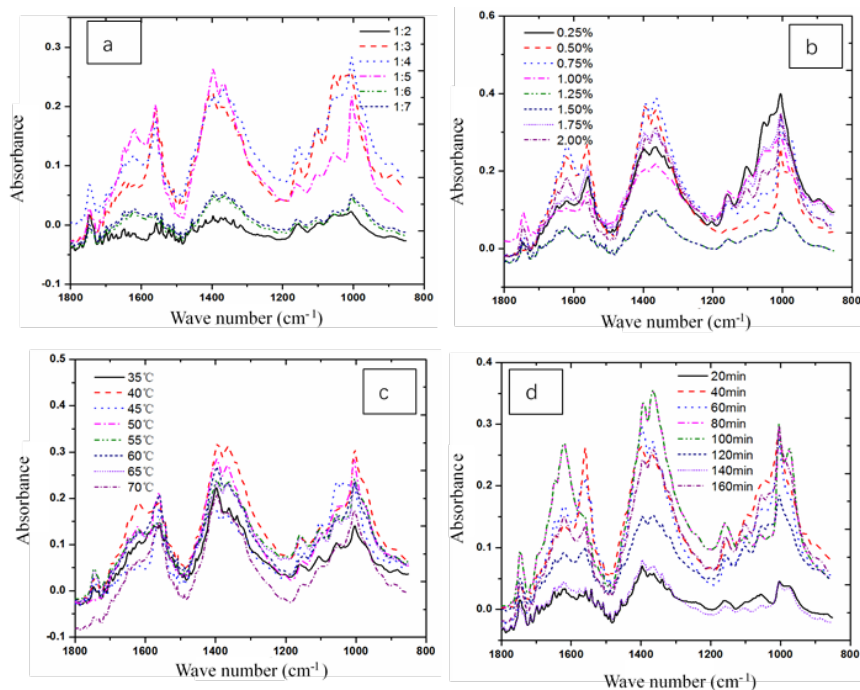 a
1:2
1:3
1:4
1:5
1:6
1:7
0.3
0.2
0.1
0.0
-0.1
Absorbance
1800 1600 1400 1200 1000 800
Wave number (cm-1)
b
0.25%
0.50%
0.75%
1.00%
1.25%
1.50%
1.75%
2.00%
0.6
0.4
0.2
0.0
Absorbance
1800 1600 1400 1200 1000 800
Wave number (cm-1)
c
35℃
40℃
45℃
50℃
55℃
60℃
65℃
70℃
0.5
0.4
0.3
0.2
0.1
0.0
-0.1
Absorbance
1800 1600 1400 1200 1000 800
Wave number (cm-1)
d
20min
40min
60min
80min
100min
120min
140min
160min
0.4
0.3
0.2
0.1
0.0
Absorbance
1800 1600 1400 1200 1000 800
Wave number (cm-1)